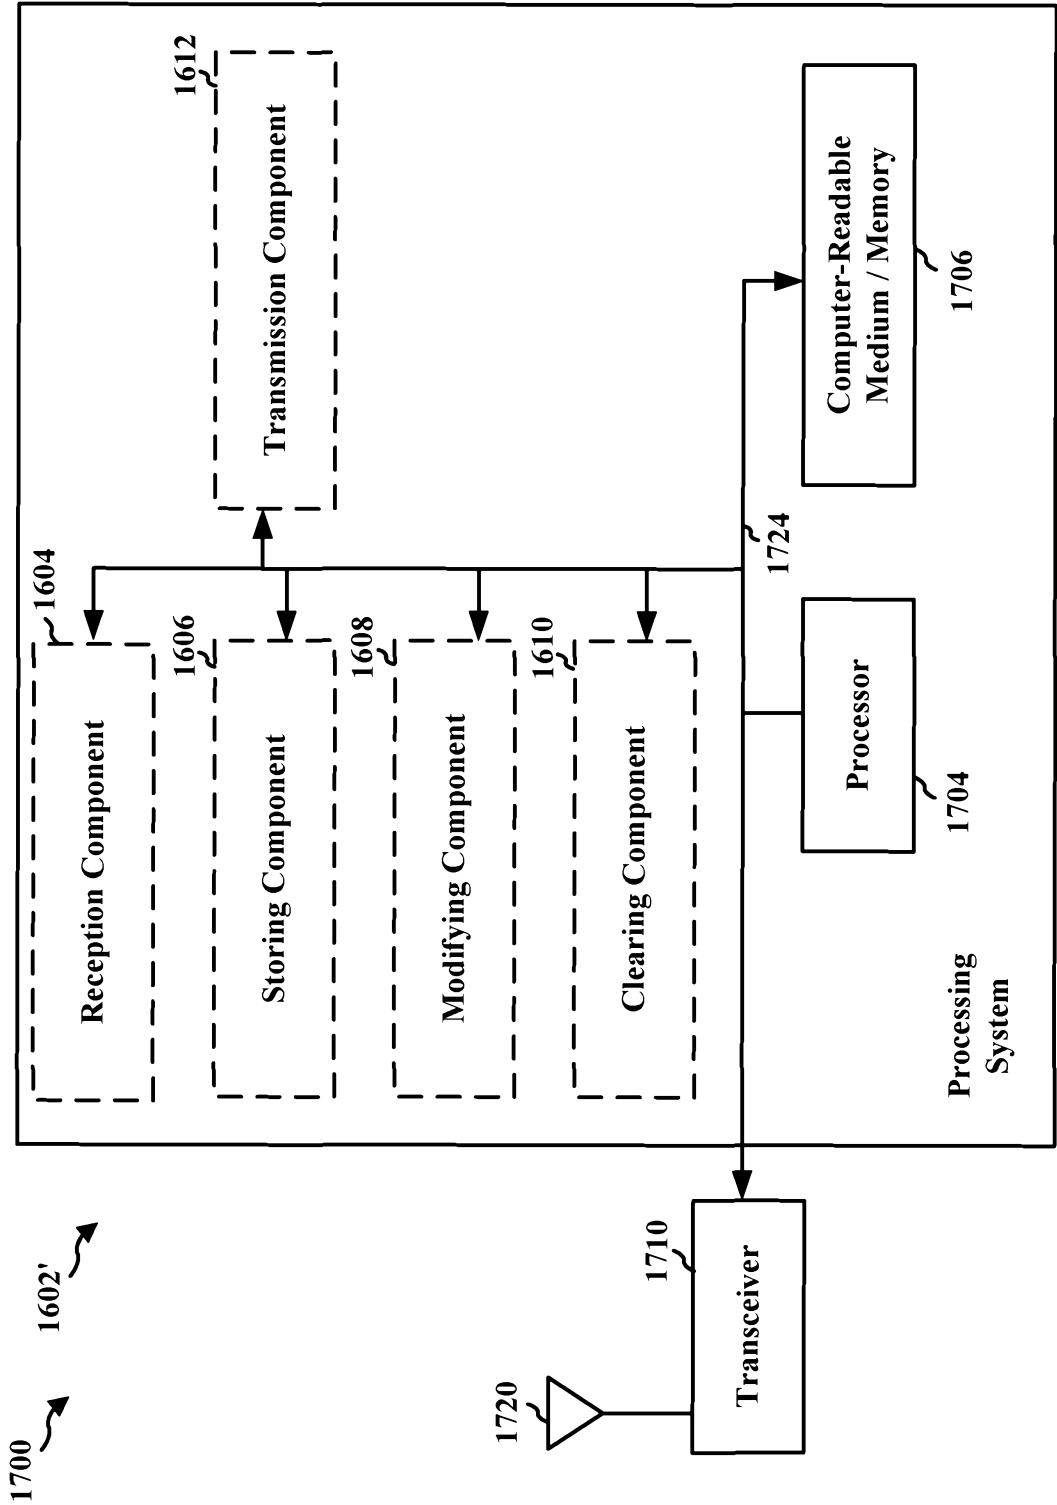 1700
1602'
1720
1710
Transceiver
Processing
System
1604
Reception Component
1606
Storing Component
1608
Modifying Component
1610
Clearing Component
1612
Transmission Component
1724
Processor
1704
Computer-Readable
Medium / Memory
1706